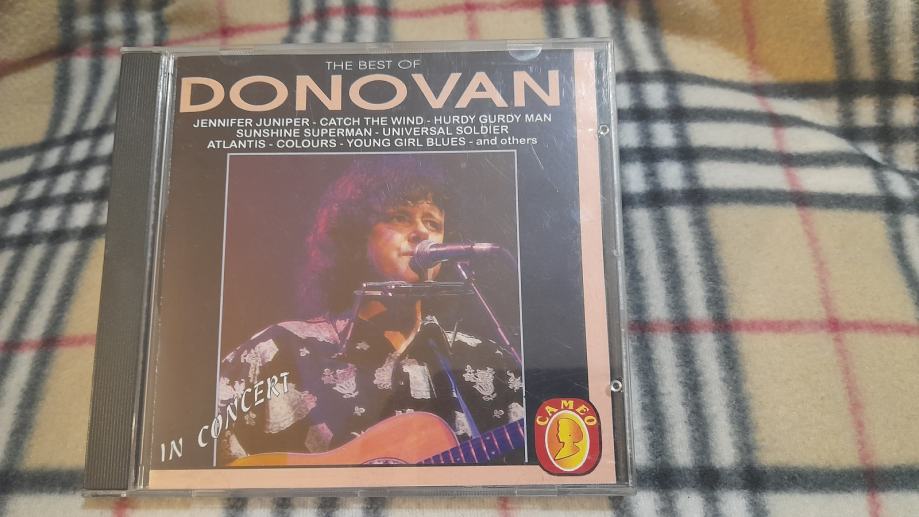 THE BEST OF
DONOVAN
JENNIFER JUNIPER - CATCH THE WIND - HURDY GURDY MAN
SUNSHINE SUPERMAN - UNIVERSAL SOLDIER
ATLANTIS - COLOURS - YOUNG GIRL BLUES - and others
IN CONCERT
CAMEO